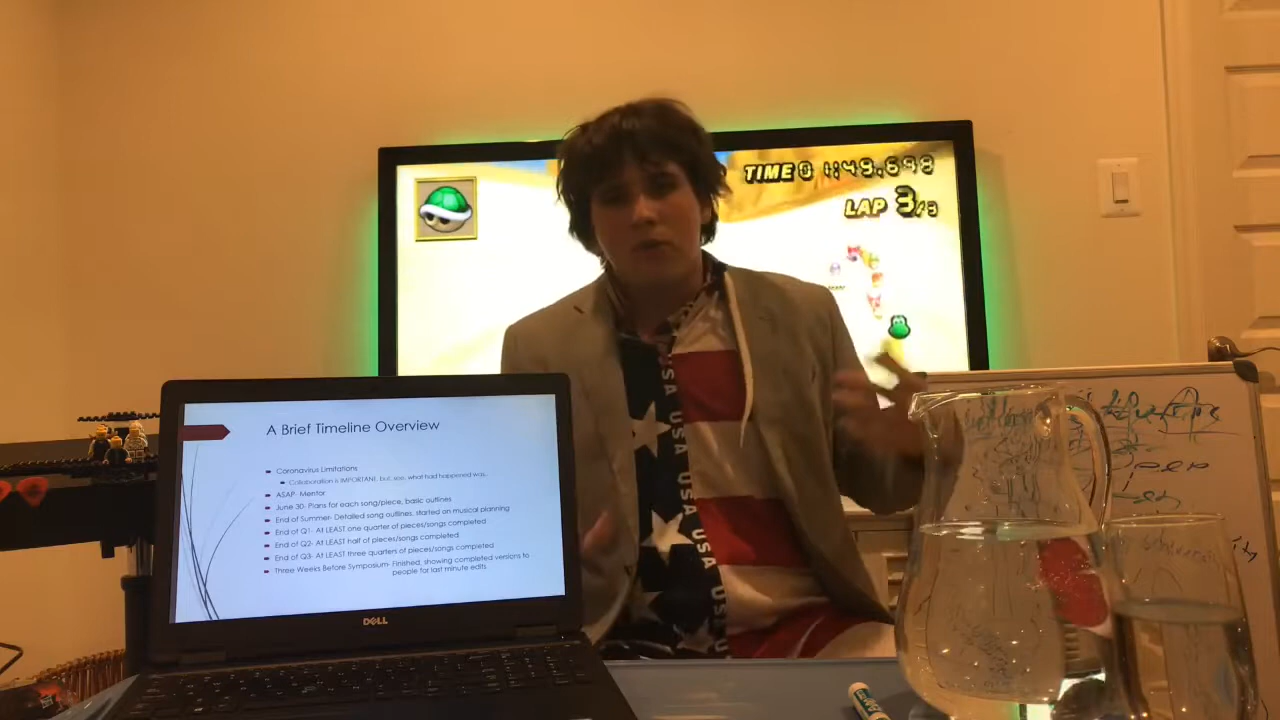 TIME 01:49.698
LAP 3/3
A Brief Timeline Overview
Coronavirus Limitations
Collaboration is IMPORTANT, but, see, what had happened was...
ASAP- Mentor
June 30- Plans for each song/piece, basic outlines
End of Summer- Detailed song outlines, started on musical planning
End of Q1- At LEAST one quarter of pieces/songs completed
End of Q2- At LEAST half of pieces/songs completed
End of Q3- At LEAST three quarters of pieces/songs completed
Three Weeks Before Symposium- Finished, showing completed versions to
people for last minute edits
DELL
USA USA USA USA USA